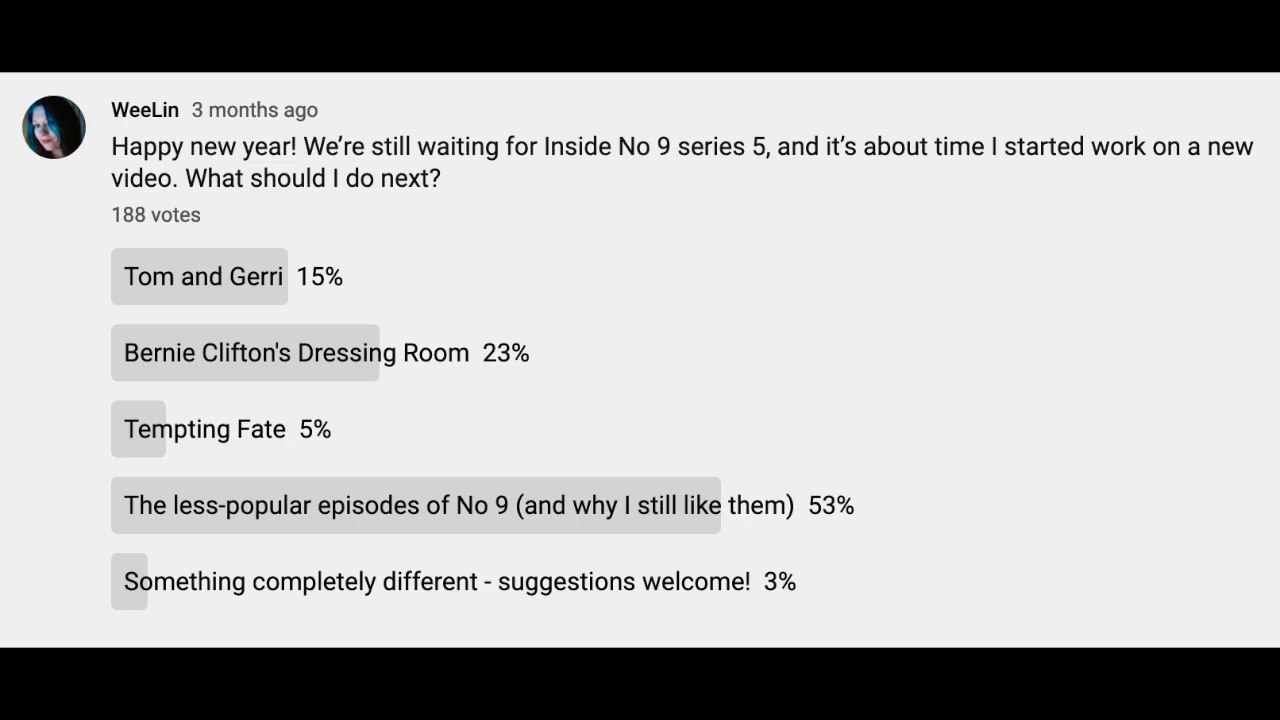 WeeLin 3 months ago
Happy new year! We’re still waiting for Inside No 9 series 5, and it’s about time I started work on a new
video. What should I do next?
188 votes
Tom and Gerri 15%
Bernie Clifton's Dressing Room 23%
Tempting Fate 5%
The less-popular episodes of No 9 (and why I still like them) 53%
Something completely different - suggestions welcome! 3%